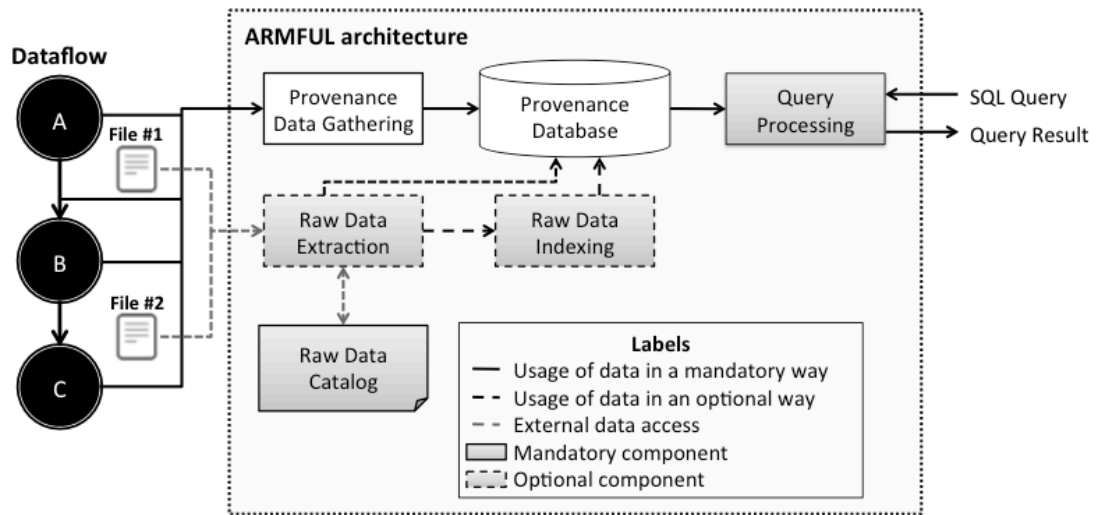 ARMFUL architecture
Dataflow
A
File #1
B
File #2
C
Provenance
Data Gathering
Provenance
Database
Query
Processing
SQL Query
Query Result
Raw Data
Extraction
Raw Data
Indexing
Raw Data
Catalog
Labels
Usage of data in a mandatory way
Usage of data in an optional way
External data access
Mandatory component
Optional component